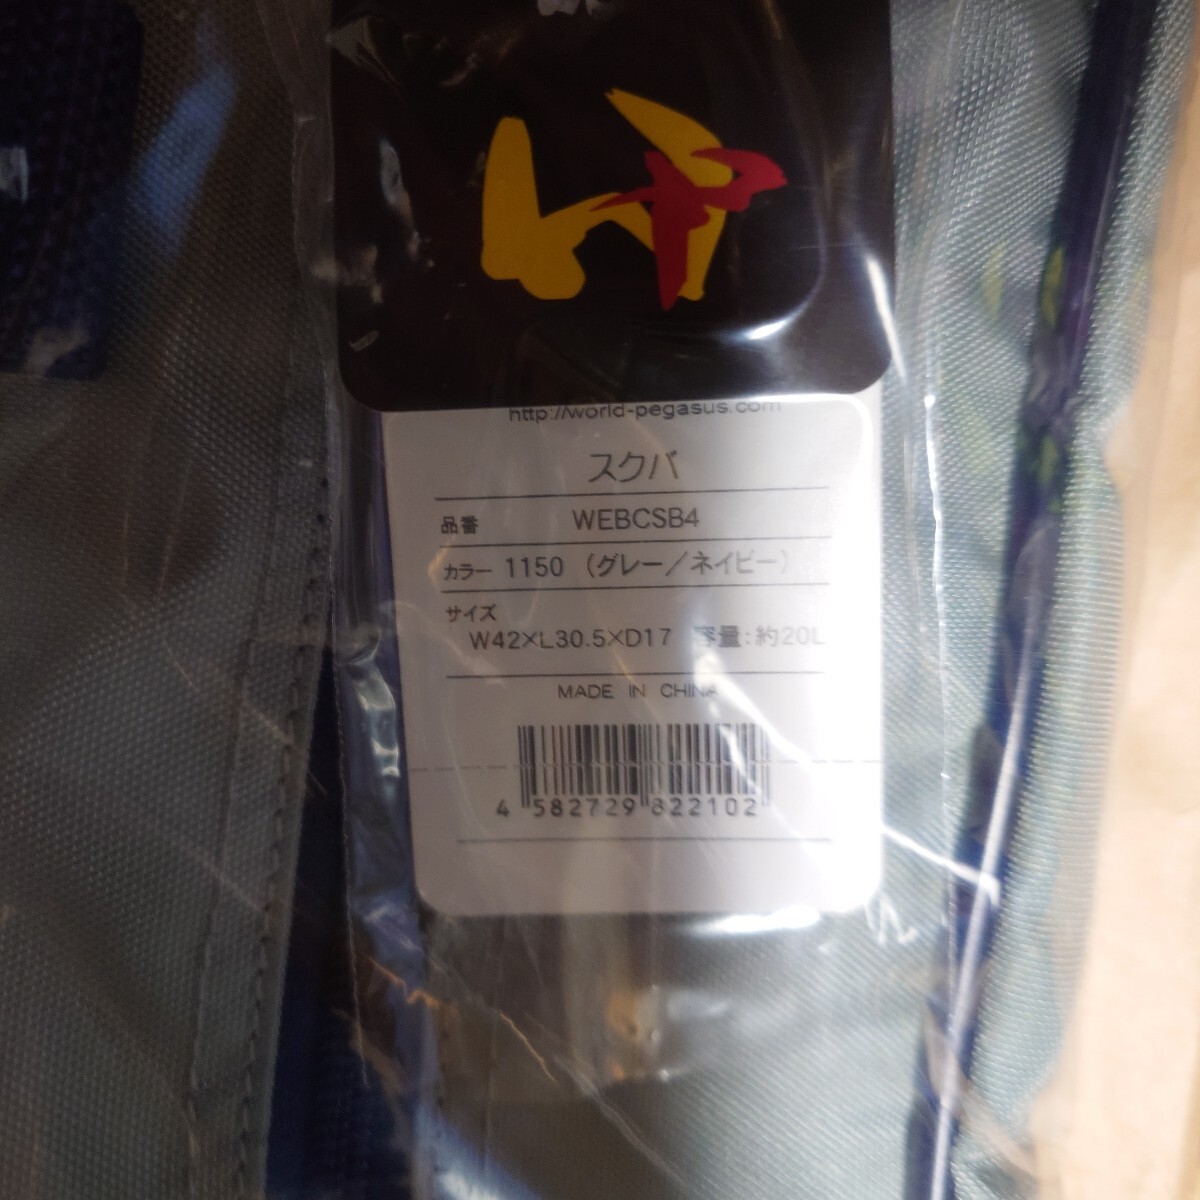 http://world-pegasus.com
スクバ
品番 WEBCSB4
カラー 1150 (グレー／ネイビー)
サイズ
W42×L30.5×D17 容量:約20L
MADE IN CHINA
4 582729 822102